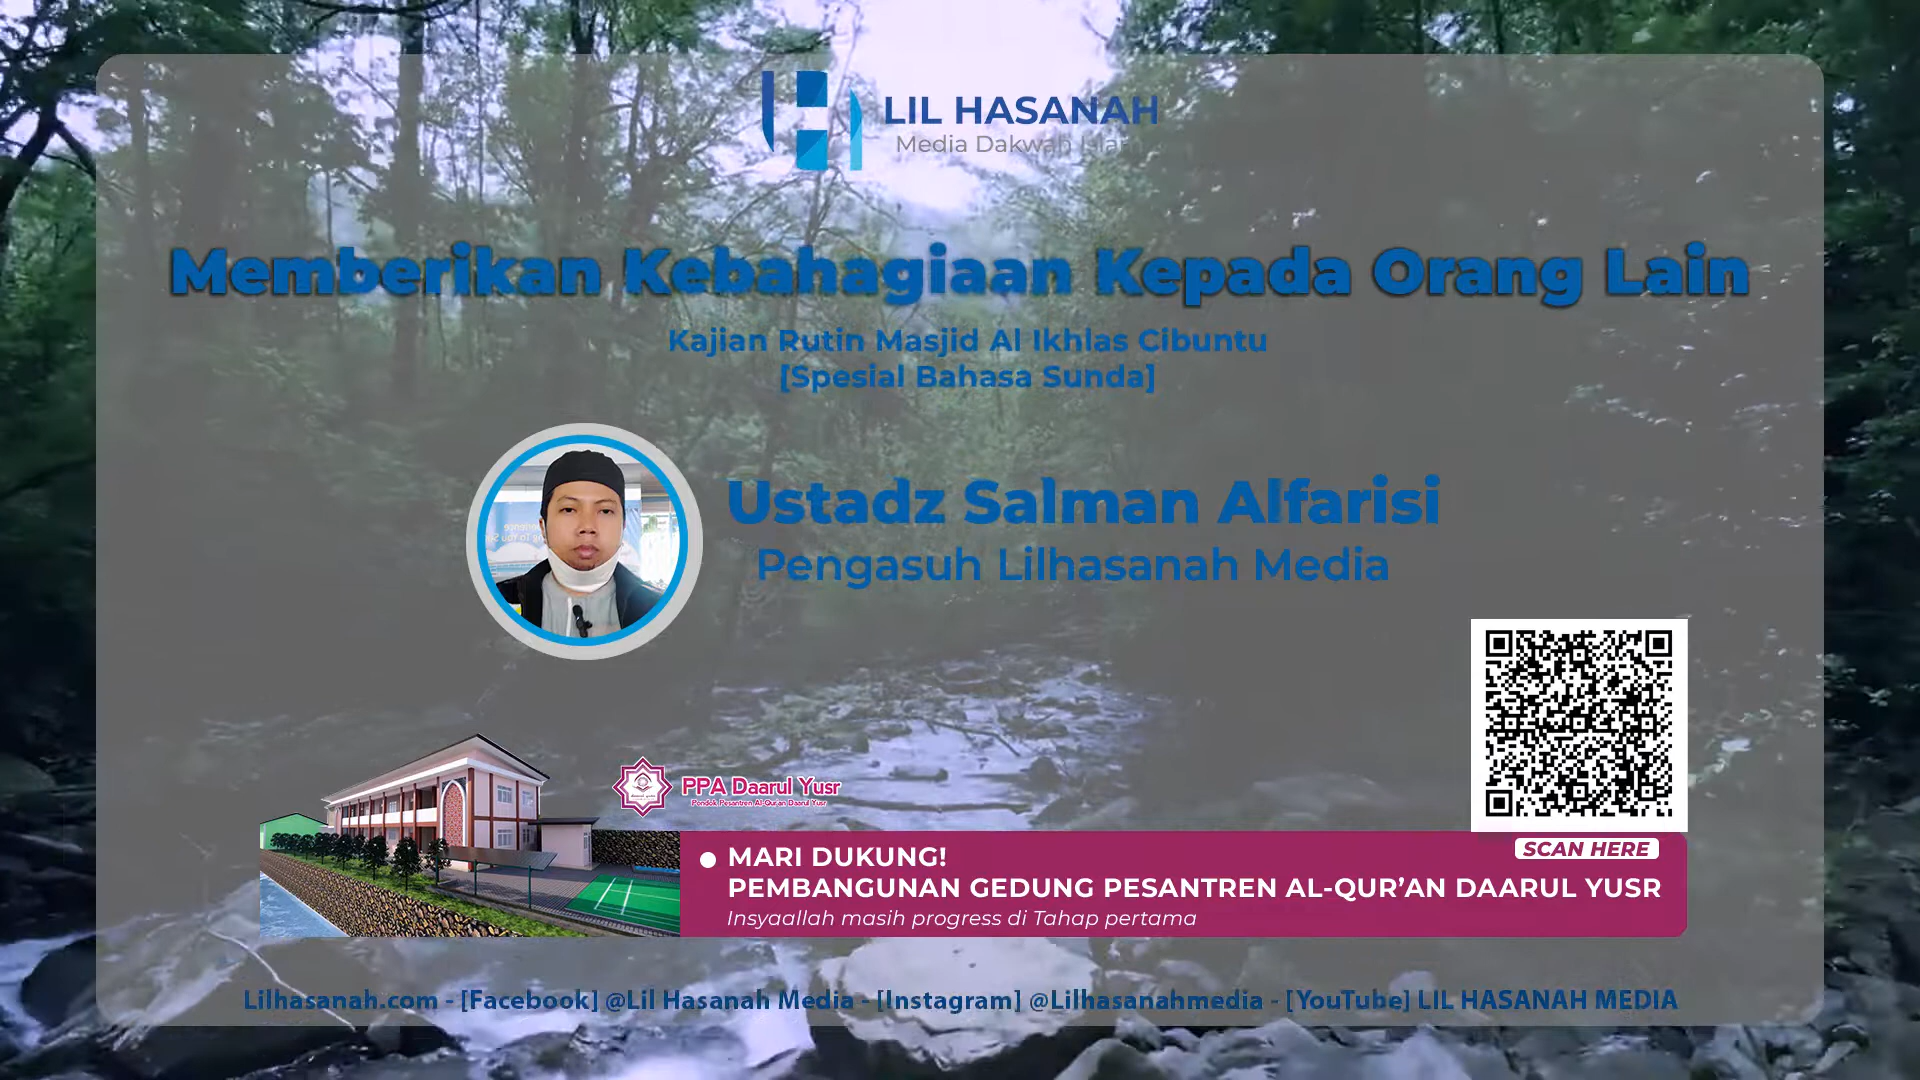 LIL HASANAH
Media Dakwah Islam
Memberikan Kebahagiaan Kepada Orang Lain
Kajian Rutin Masjid Al Ikhlas Cibuntu
[Spesial Bahasa Sunda]
Ustadz Salman Alfarisi
Pengasuh Lilhasanah Media
PPA Daarul Yusr
Pondok Pesantren Al-Qur'an Daarul Yusr
SCAN HERE
MARI DUKUNG!
PEMBANGUNAN GEDUNG PESANTREN AL-QUR’AN DAARUL YUSR
Insyaallah masih progress di Tahap pertama
Lilhasanah.com - [Facebook] @Lil Hasanah Media - [Instagram] @Lilhasanahmedia - [YouTube] LIL HASANAH MEDIA